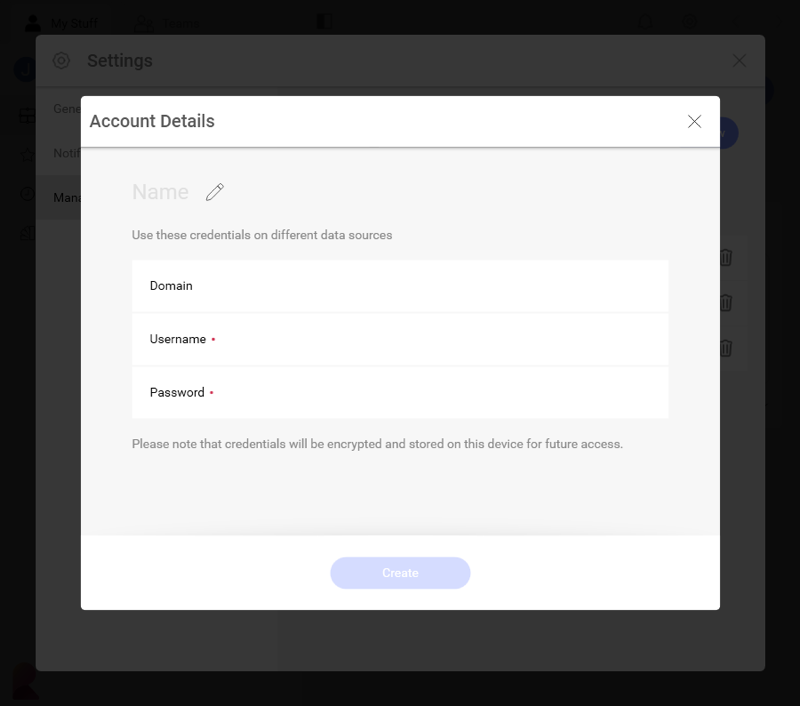 My Stuff
Settings
Gene
Account Details
Name
Notif
Mana
Use these credentials on different data sources
Domain
Username •
Password •
Please note that credentials will be encrypted and stored on this device for future access.
Create